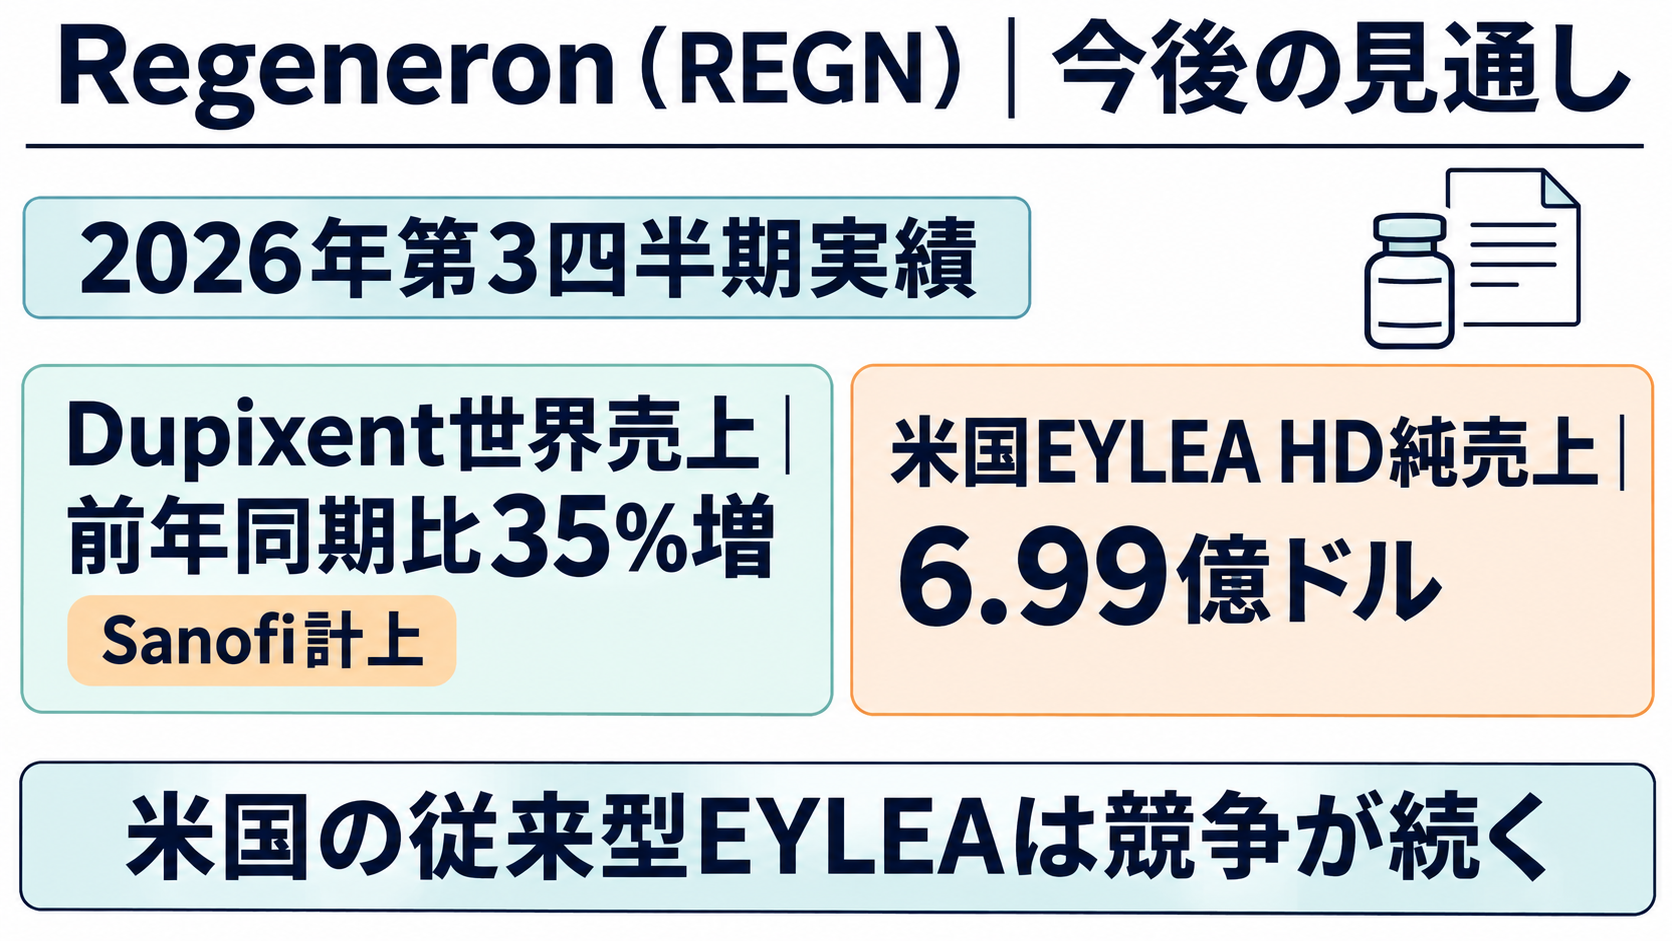 Regeneron（REGN）｜今後の見通し
2026年第3四半期実績
Dupixent世界売上｜
前年同期比35%増
Sanofi計上
米国EYLEA HD純売上｜
6.99億ドル
米国の従来型EYLEAは競争が続く